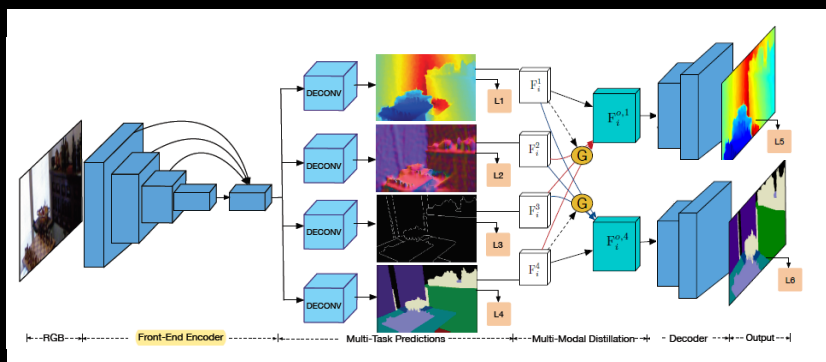 DECONV
L1
F_i^1
F_i^{o,1}
L5
DECONV
L2
F_i^2
G
DECONV
L3
F_i^3
G
F_i^{o,4}
L6
DECONV
L4
F_i^4
RGB
Front-End Encoder
Multi-Task Predictions
Multi-Modal Distillation
Decoder
Output